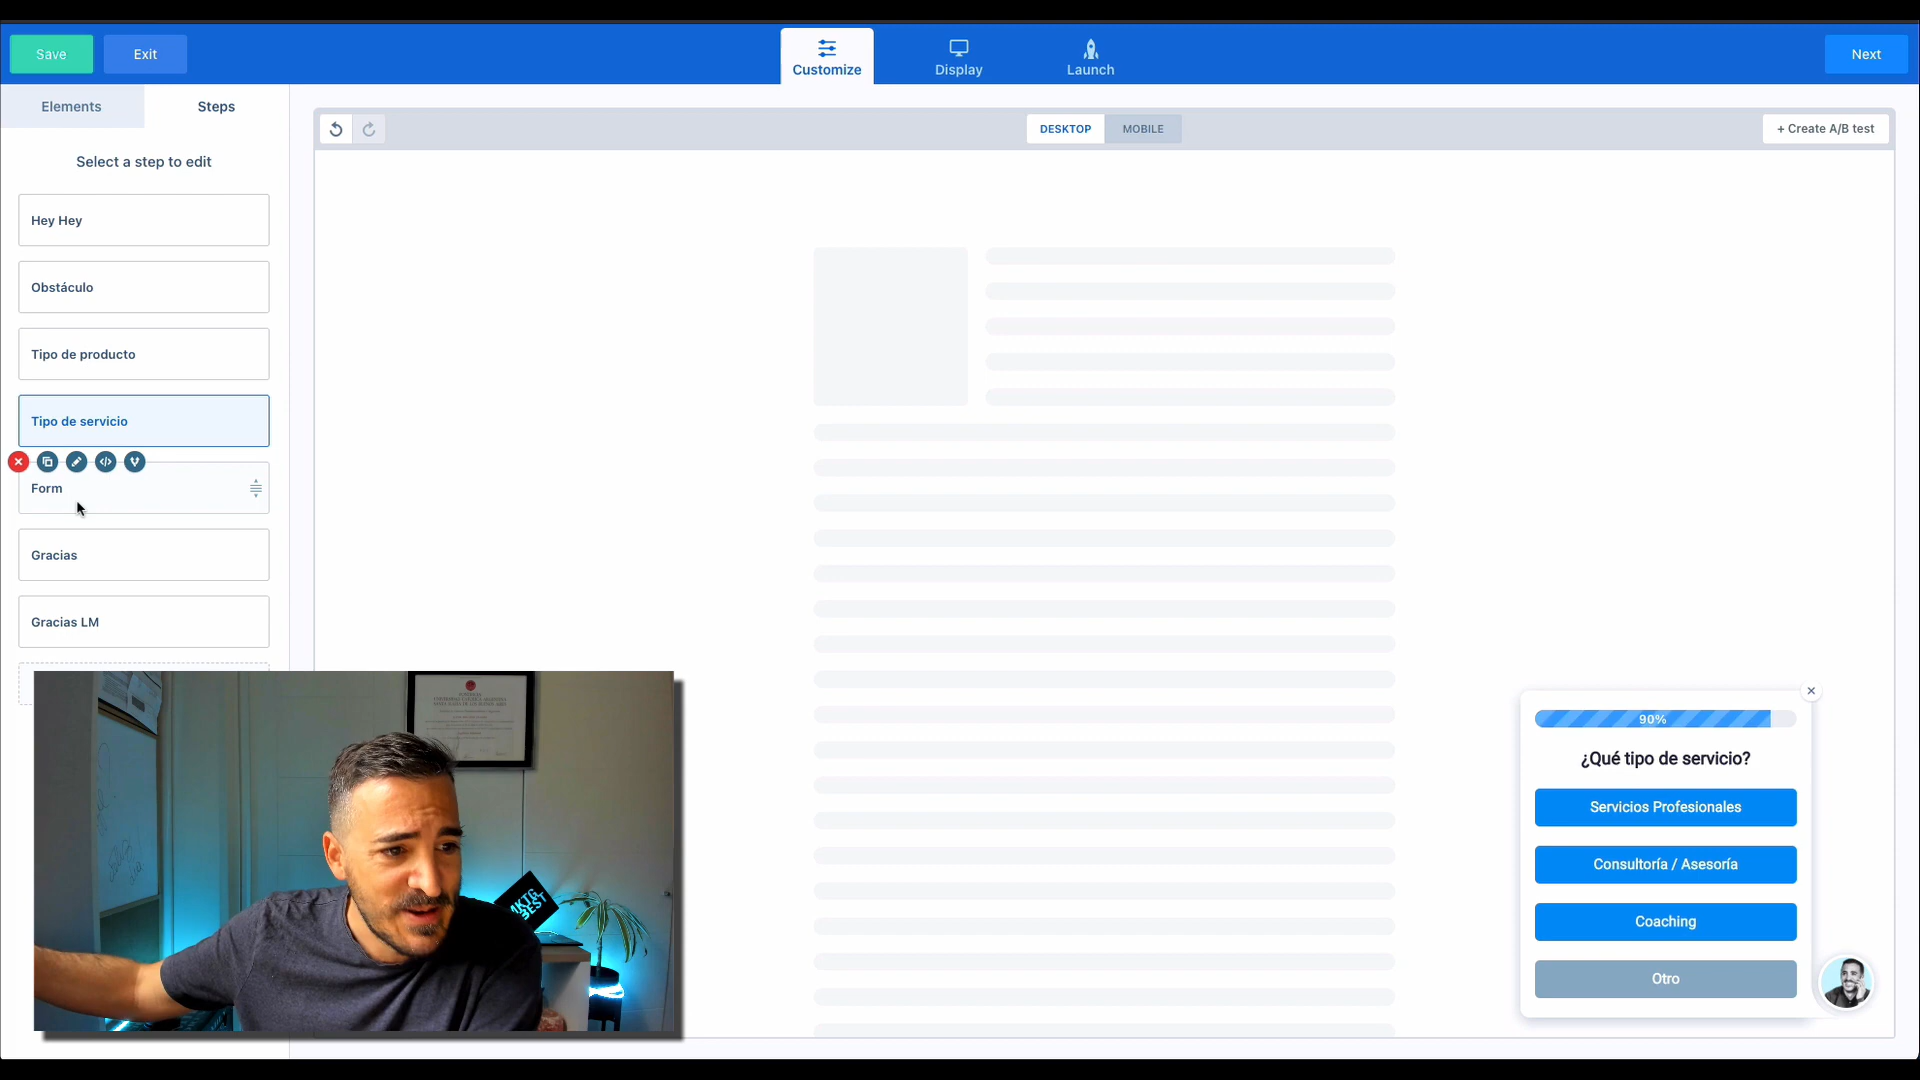 Save
Exit
Customize
Display
Launch
Next
Elements
Steps
DESKTOP
MOBILE
+ Create A/B test
Select a step to edit
Hey Hey
Obstáculo
Tipo de producto
Tipo de servicio
Form
Gracias
Gracias LM
MKTG
BEST
90%
¿Qué tipo de servicio?
Servicios Profesionales
Consultoría / Asesoría
Coaching
Otro